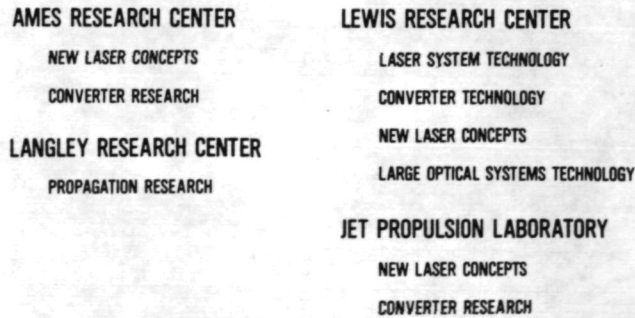 AMES RESEARCH CENTER
NEW LASER CONCEPTS
CONVERTER RESEARCH
LANGLEY RESEARCH CENTER
PROPAGATION RESEARCH
LEWIS RESEARCH CENTER
LASER SYSTEM TECHNOLOGY
CONVERTER TECHNOLOGY
NEW LASER CONCEPTS
LARGE OPTICAL SYSTEMS TECHNOLOGY
JET PROPULSION LABORATORY
NEW LASER CONCEPTS
CONVERTER RESEARCH